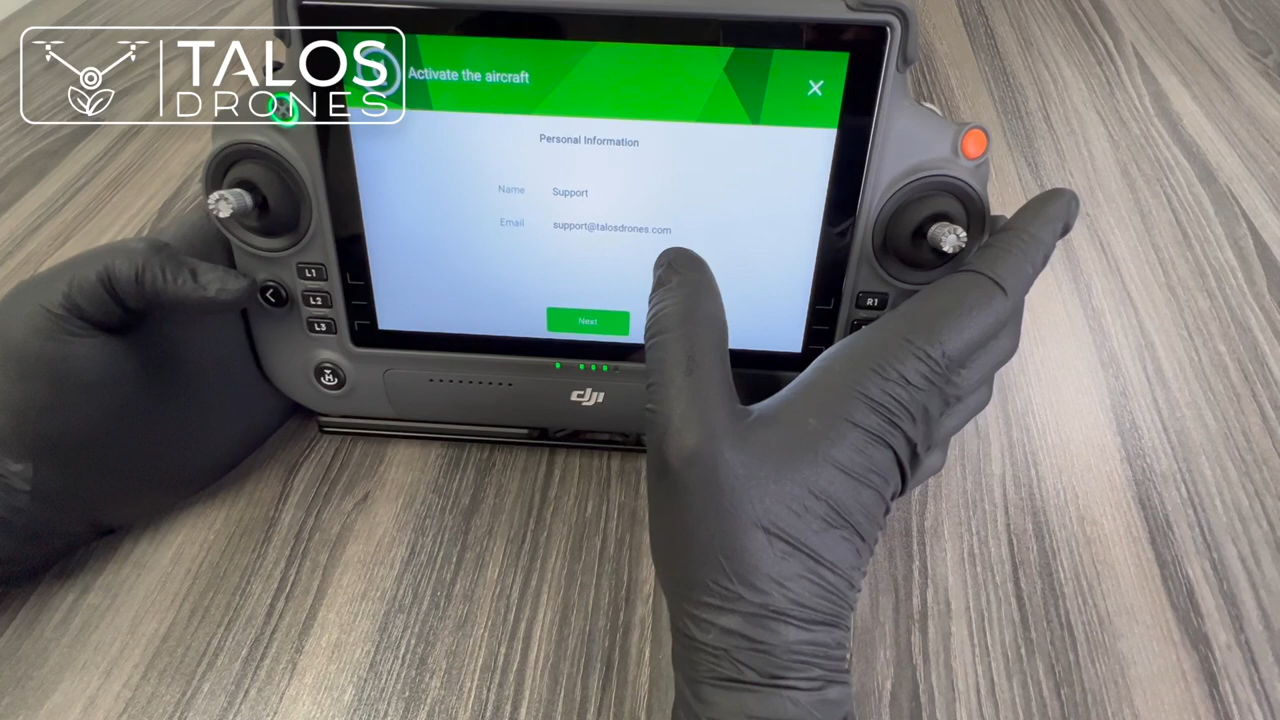 TALOS
DRONES
Activate the aircraft
Personal Information
Name Support
Email support@talosdrones.com
Next
L1
L2
L3
R1
dji